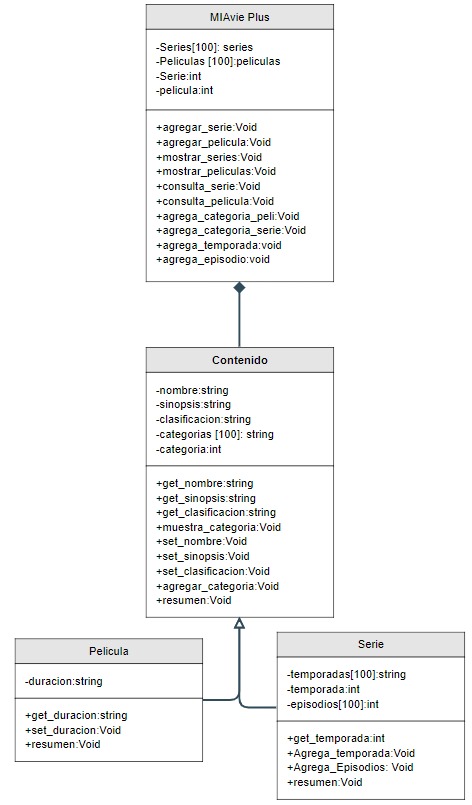 MIAvie Plus
-Series[100]: series
-Peliculas [100]:peliculas
-Serie:int
-pelicula:int
+agregar_serie:Void
+agregar_pelicula:Void
+mostrar_series:Void
+mostrar_peliculas:Void
+consulta_serie:Void
+consulta_pelicula:Void
+agrega_categoria_peli:Void
+agrega_categoria_serie:Void
+agrega_temporada:void
+agrega_episodio:void
Contenido
-nombre:string
-sinopsis:string
-clasificacion:string
-categorias [100]: string
-categoria:int
+get_nombre:string
+get_sinopsis:string
+get_clasificacion:string
+muestra_categoria:Void
+set_nombre:Void
+set_sinopsis:Void
+set_clasificacion:Void
+agregar_categoria:Void
+resumen:Void
Pelicula
-duracion:string
+get_duracion:string
+set_duracion:Void
+resumen:Void
Serie
-temporadas[100]:string
-temporada:int
-episodios[100]:int
+get_temporada:int
+Agrega_temporada:Void
+Agrega_Episodios: Void
+resumen:Void